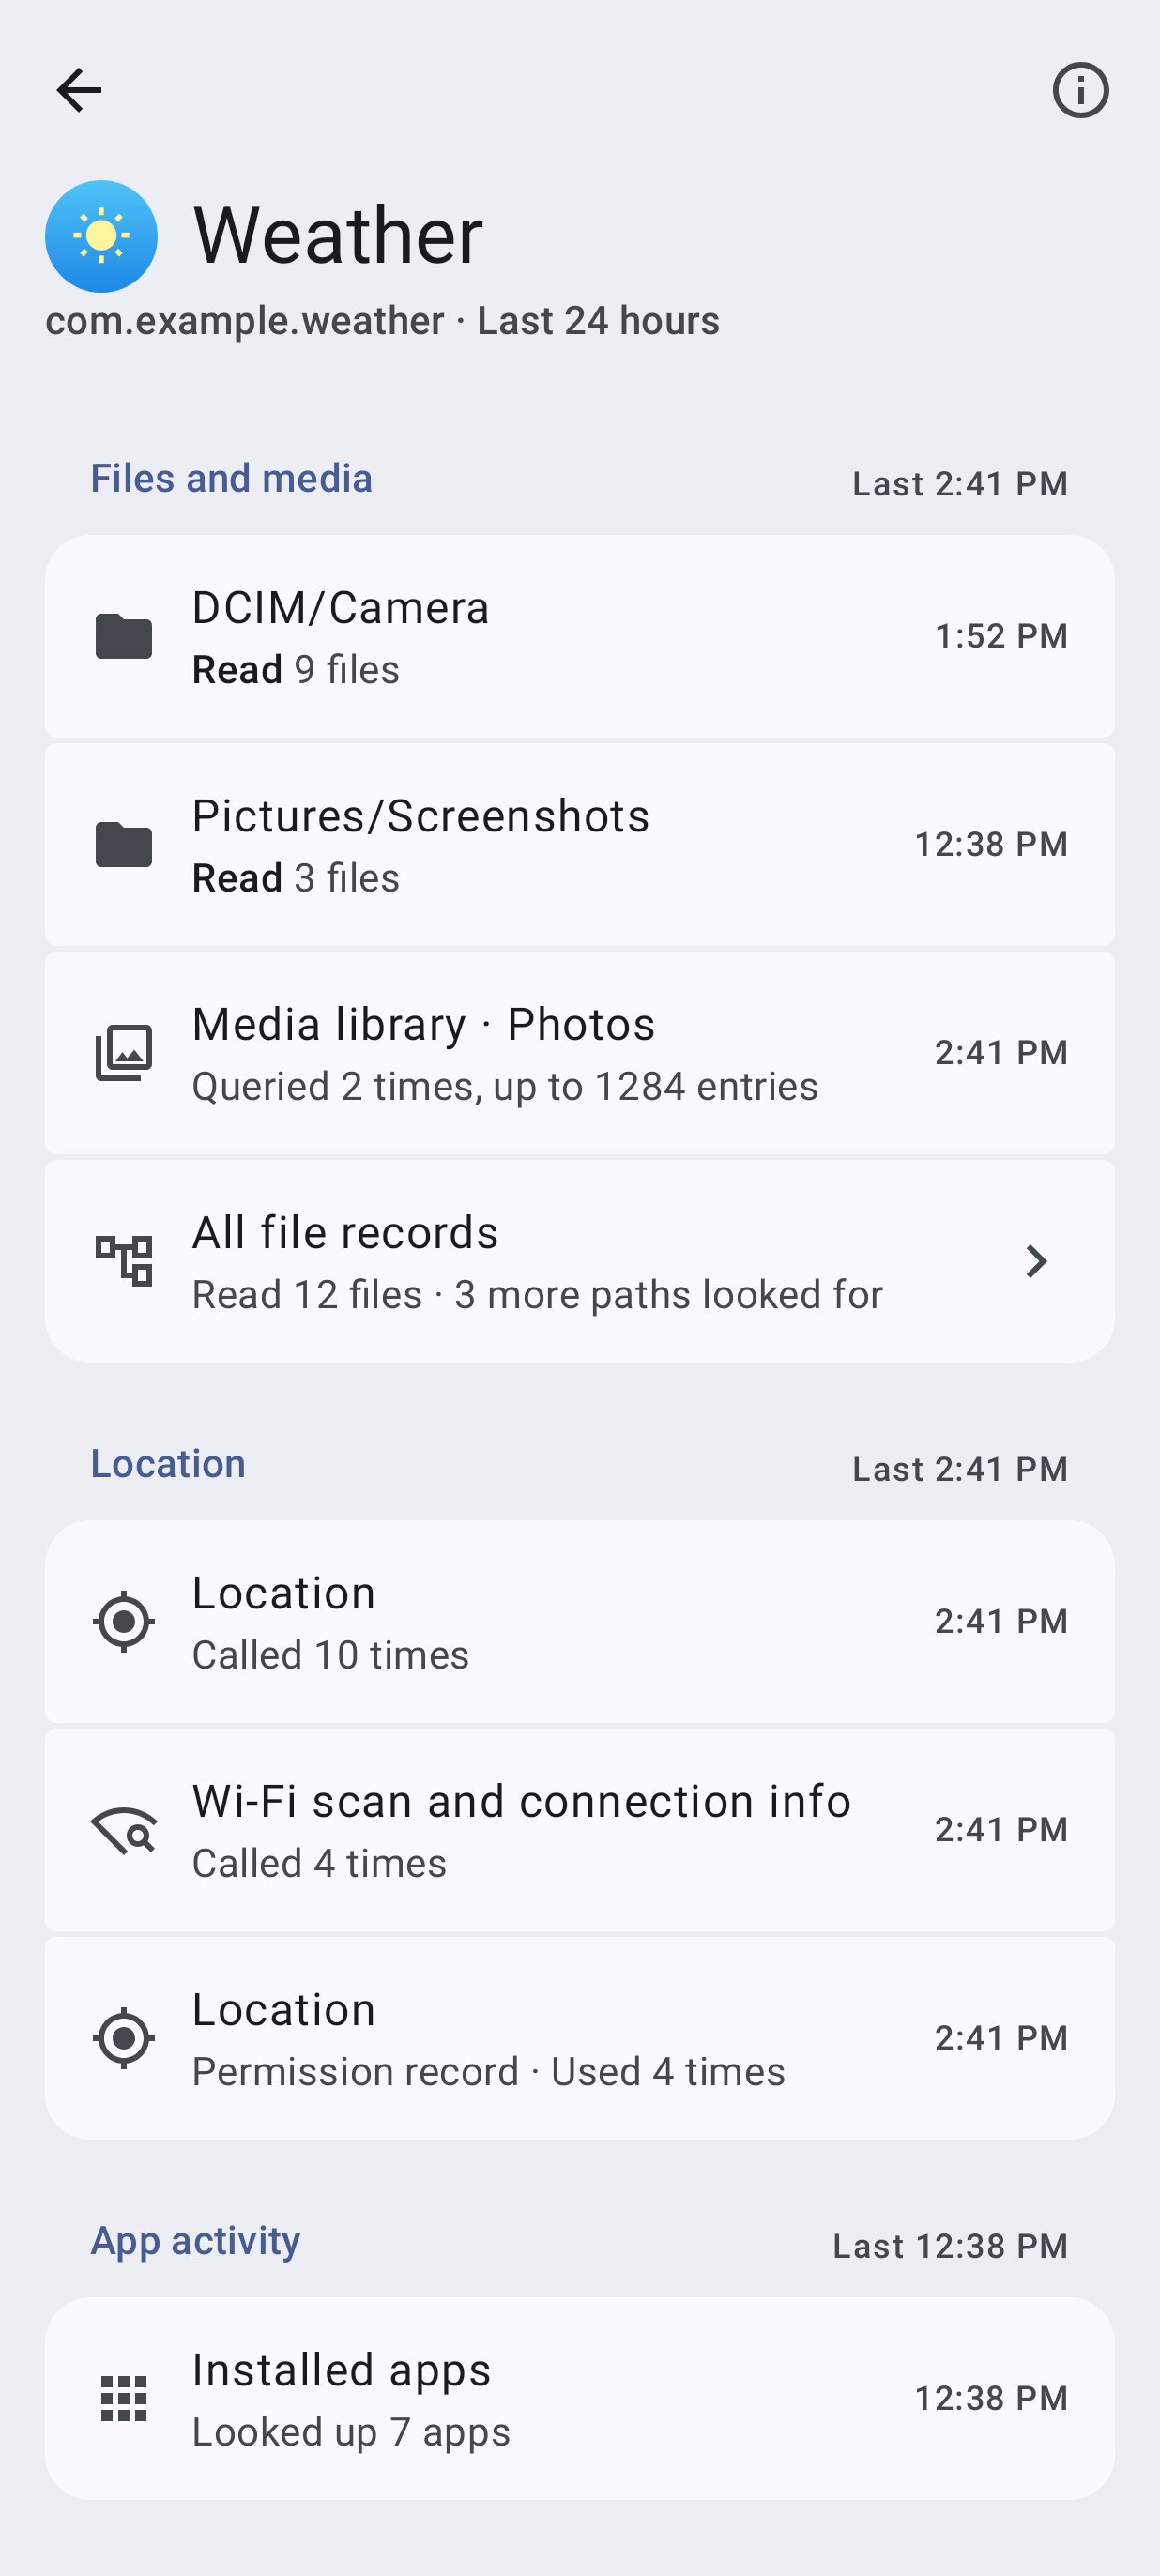 Weather
com.example.weather · Last 24 hours
Files and media
Last 2:41 PM
DCIM/Camera
Read 9 files
1:52 PM
Pictures/Screenshots
Read 3 files
12:38 PM
Media library · Photos
Queried 2 times, up to 1284 entries
2:41 PM
All file records
Read 12 files · 3 more paths looked for
Location
Last 2:41 PM
Location
Called 10 times
2:41 PM
Wi-Fi scan and connection info
Called 4 times
2:41 PM
Location
Permission record · Used 4 times
2:41 PM
App activity
Last 12:38 PM
Installed apps
Looked up 7 apps
12:38 PM